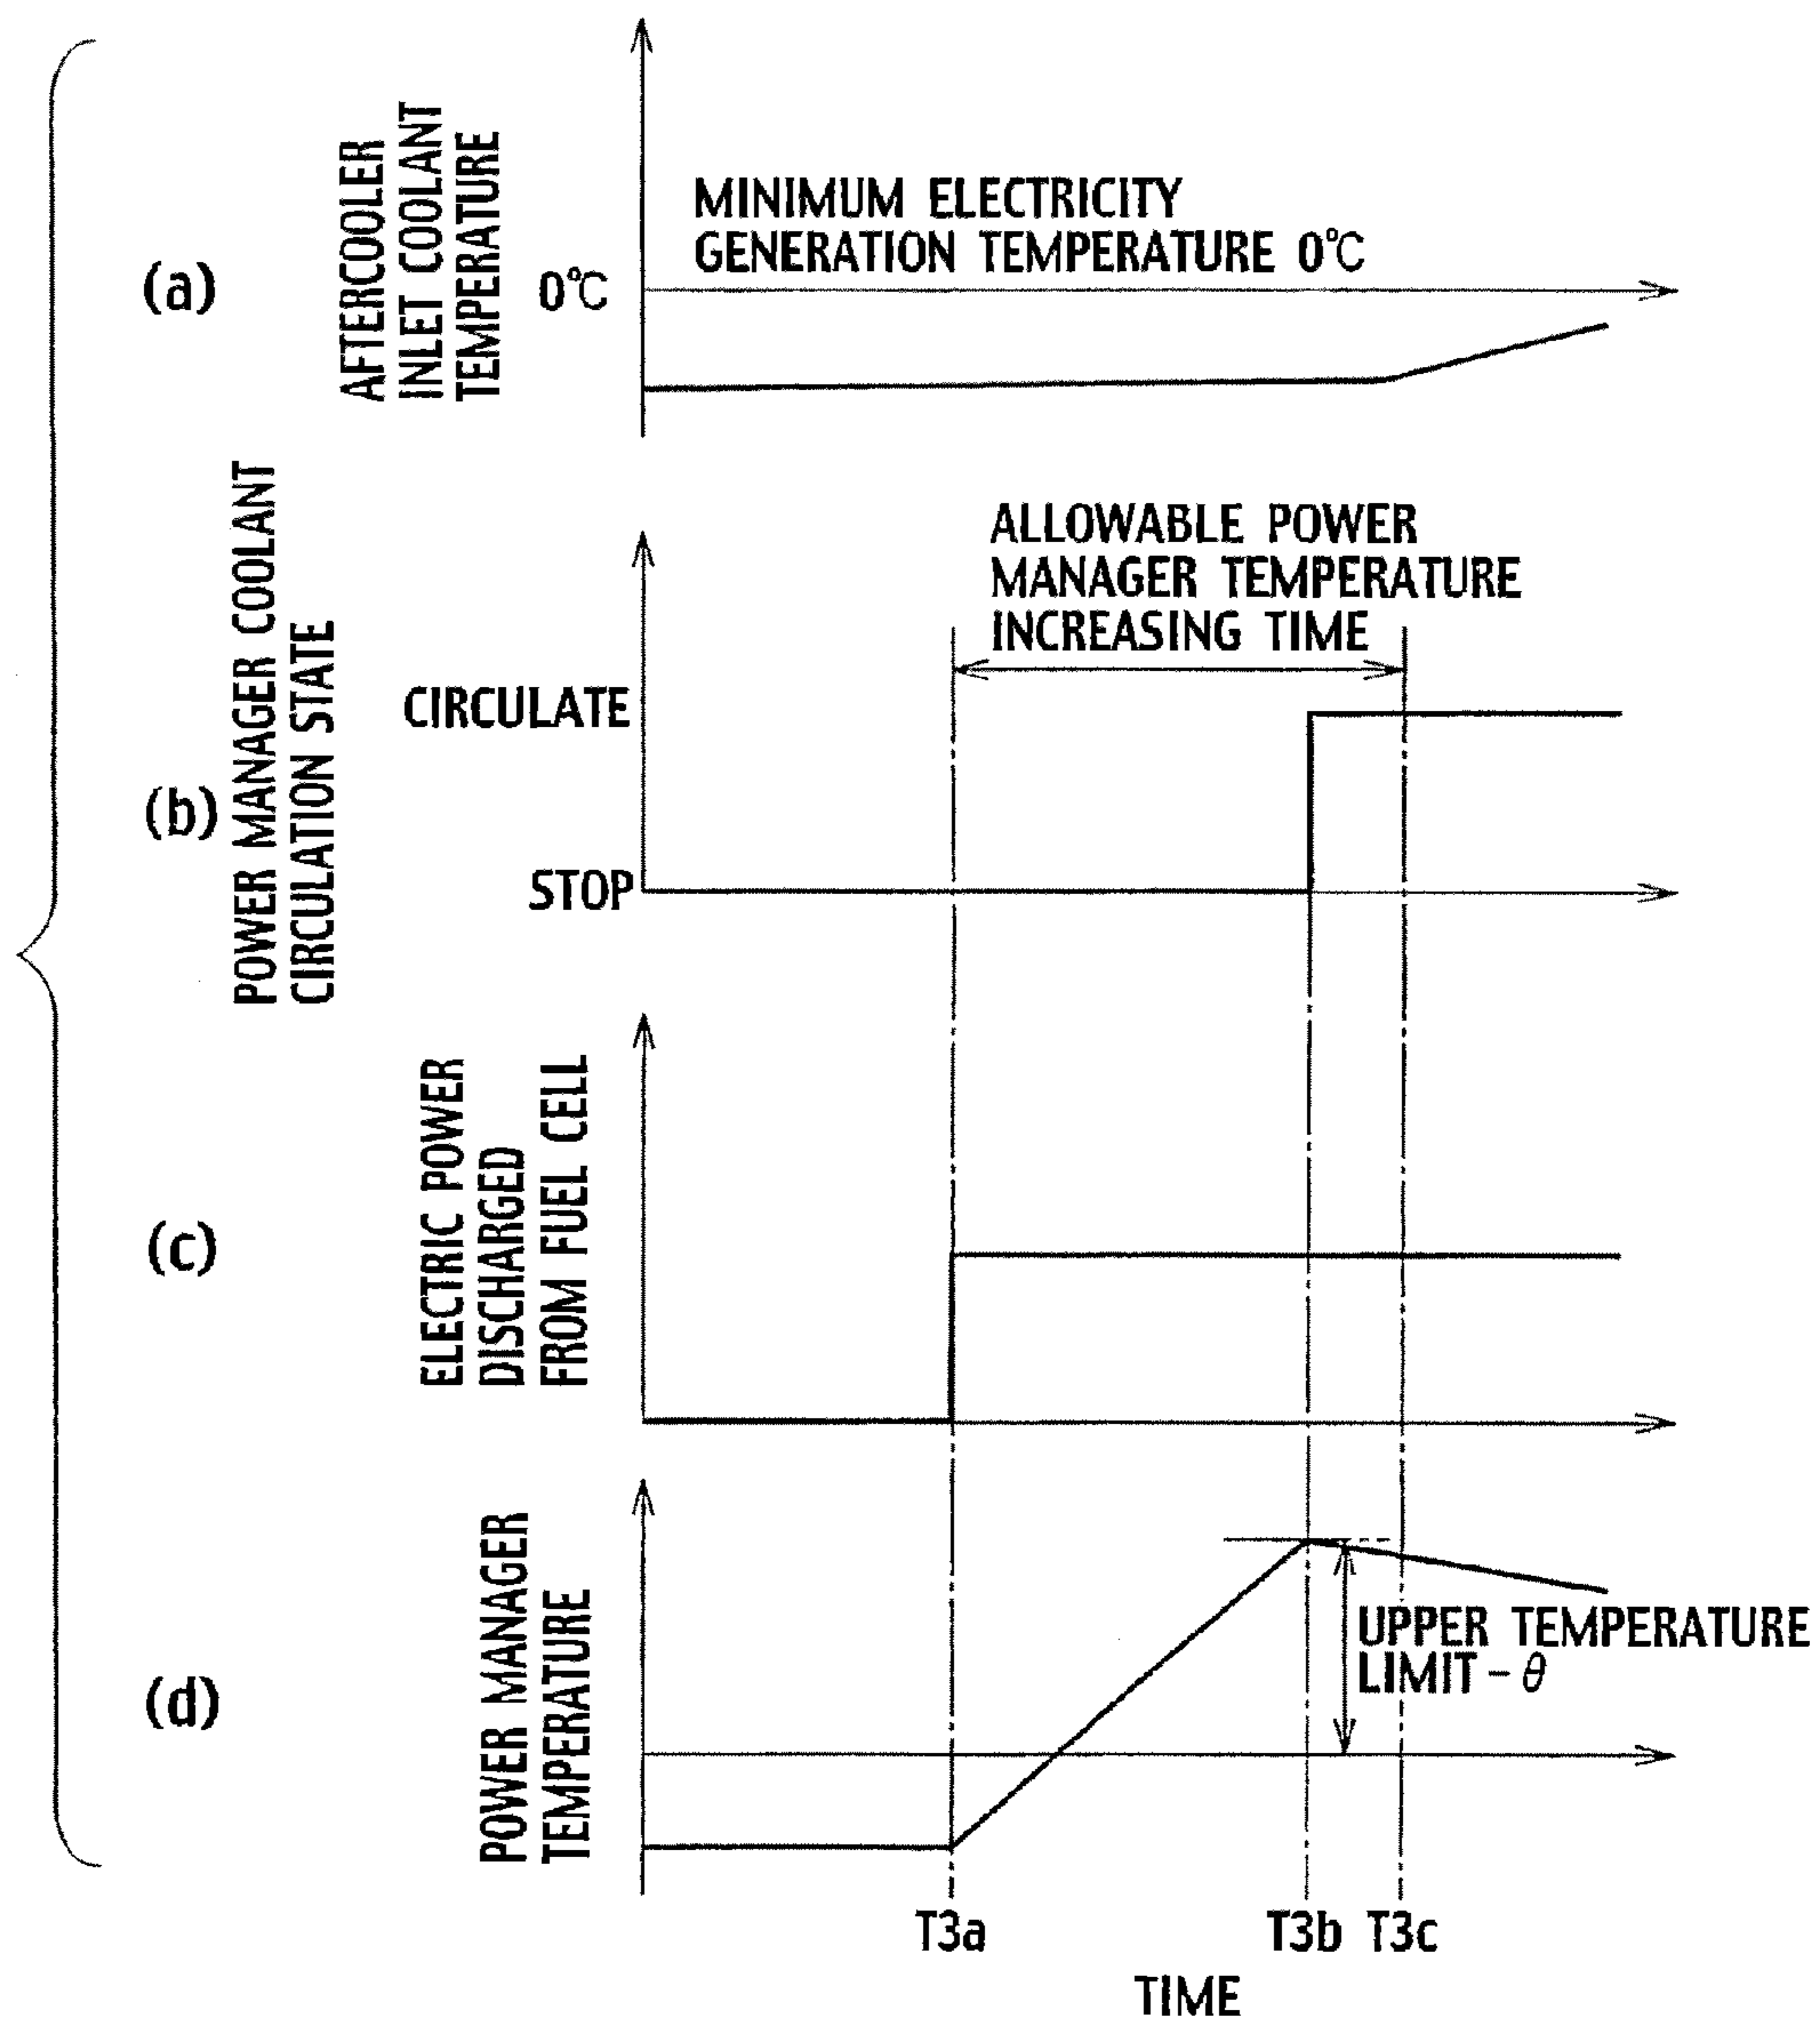 (a)
AFTERCOOLER
INLET COOLANT
TEMPERATURE
0℃
MINIMUM ELECTRICITY
GENERATION TEMPERATURE 0℃
(b)
POWER MANAGER COOLANT
CIRCULATION STATE
CIRCULATE
STOP
ALLOWABLE POWER
MANAGER TEMPERATURE
INCREASING TIME
(c)
ELECTRIC POWER
DISCHARGED
FROM FUEL CELL
(d)
POWER MANAGER
TEMPERATURE
UPPER TEMPERATURE
LIMIT-θ
T3a
T3b
T3c
TIME